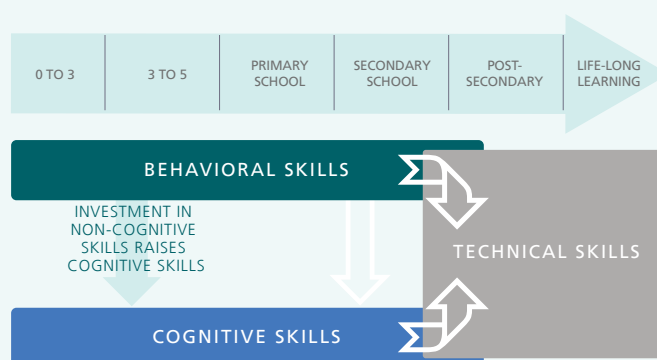 0 TO 3
3 TO 5
PRIMARY
SCHOOL
SECONDARY
SCHOOL
POST-
SECONDARY
LIFE-LONG
LEARNING
BEHAVIORAL SKILLS
INVESTMENT IN
NON-COGNITIVE
SKILLS RAISES
COGNITIVE SKILLS
TECHNICAL SKILLS
COGNITIVE SKILLS